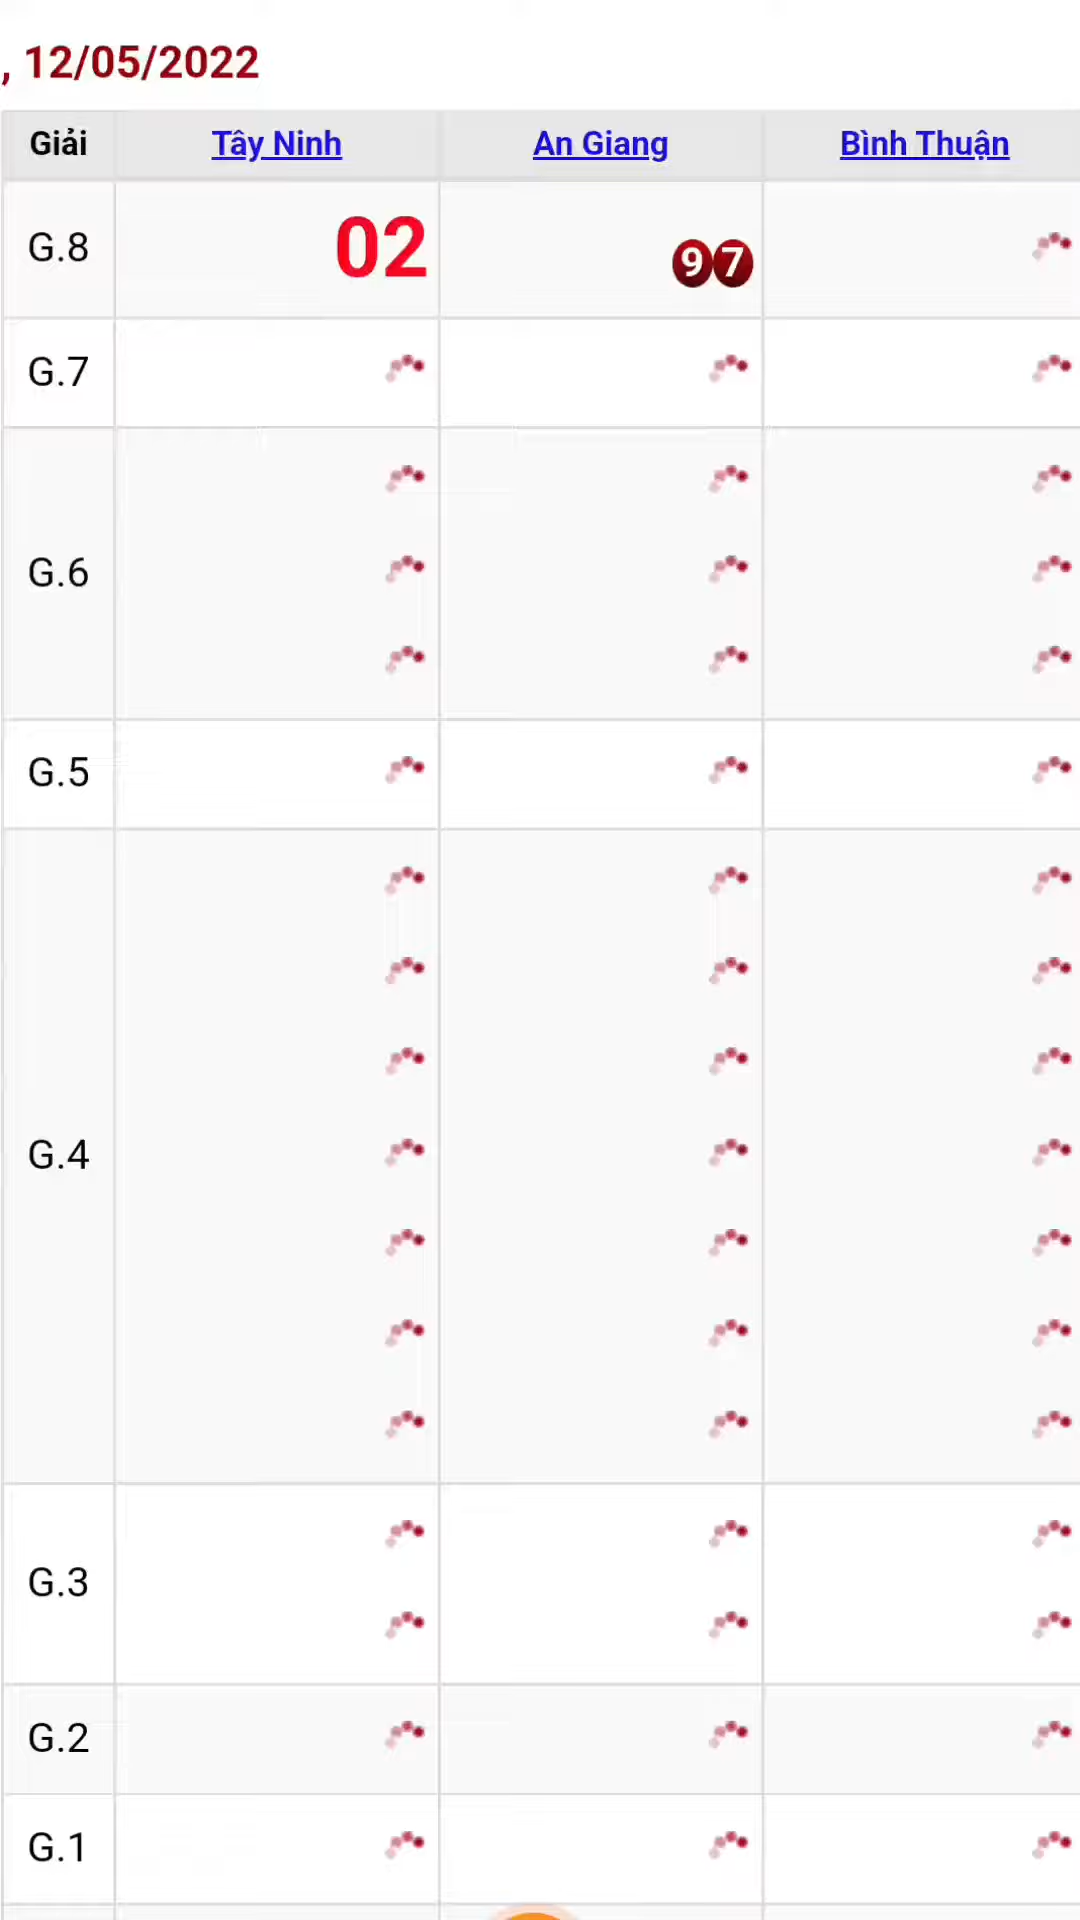 , 12/05/2022
Giải Tây Ninh An Giang Bình Thuận
G.8 02 97
G.7
G.6
G.5
G.4
G.3
G.2
G.1